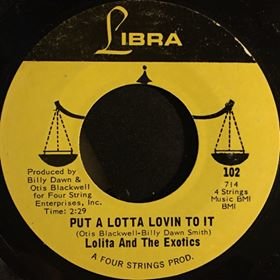 LIBRA
Produced by
Billy Dawn &
Otis Blackwell
for Four String
Enterprises, Inc.
Time: 2:29
102
714
4 Strings
Music BMI
BMI
PUT A LOTTA LOVIN TO IT
(Otis Blackwell-Billy Dawn Smith)
Lolita And The Exotics
A FOUR STRINGS PROD.